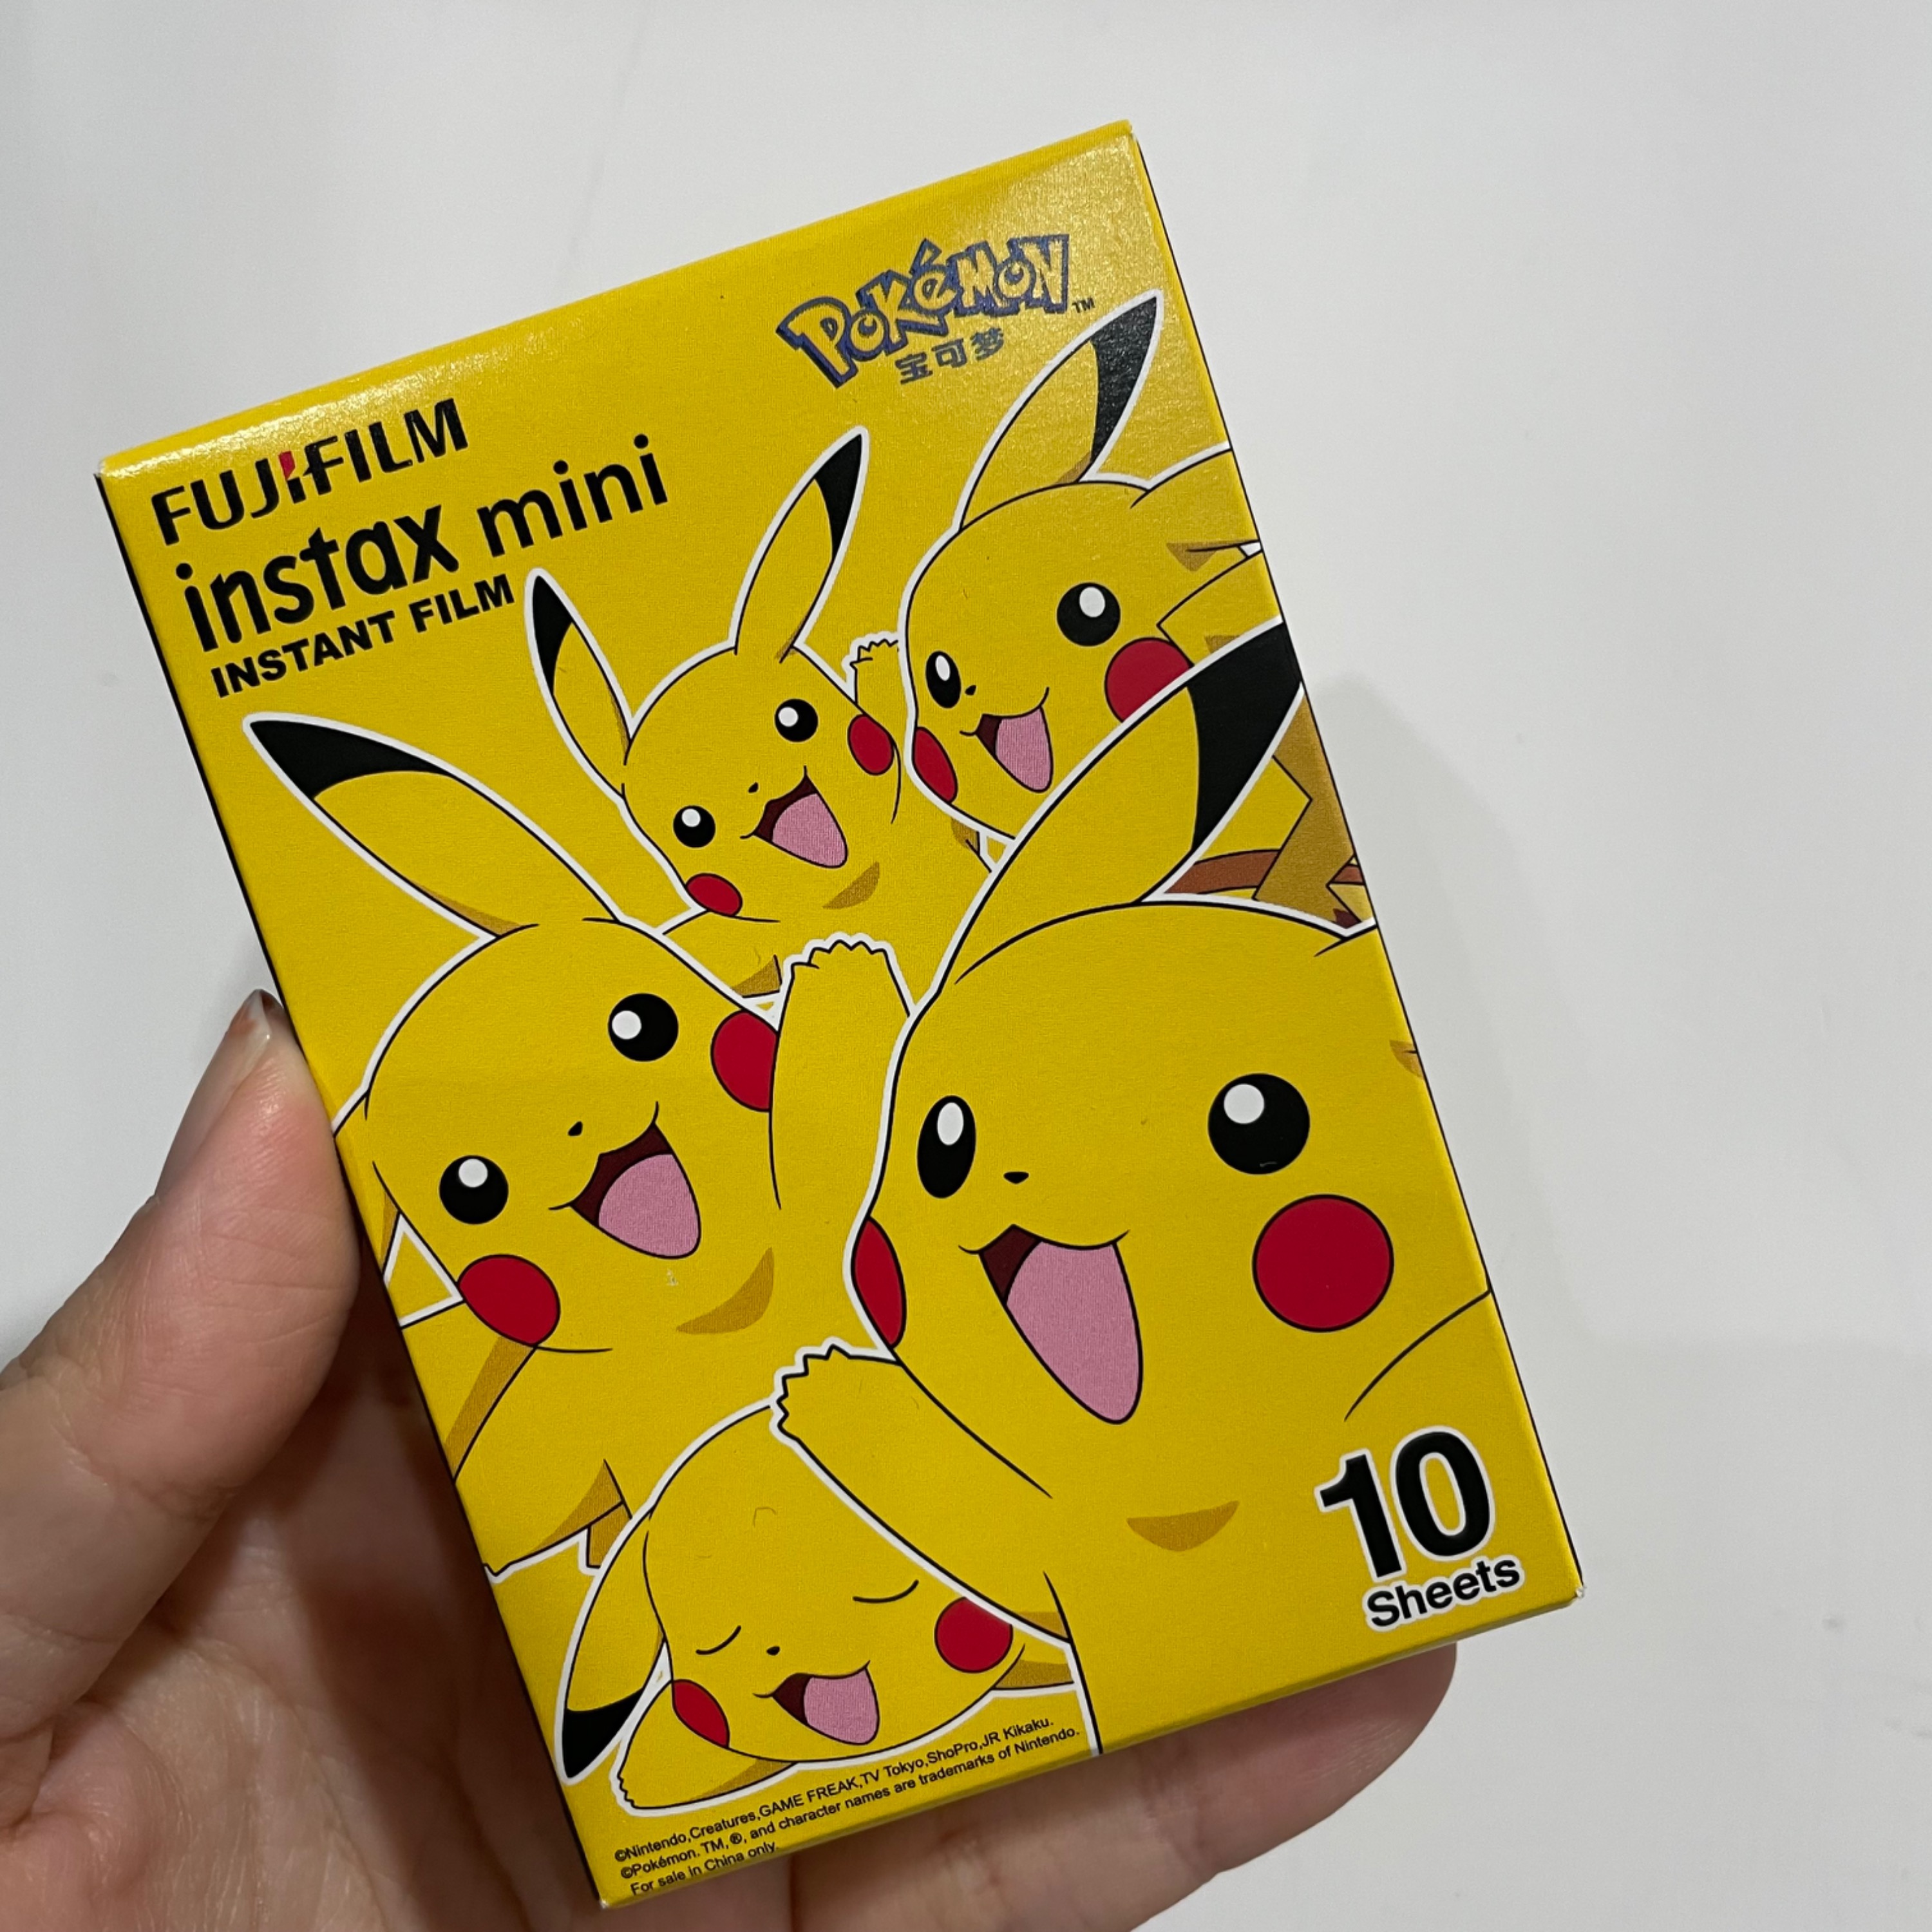 Pokémon™
宝可梦
FUJIFILM
instax mini
INSTANT FILM
10
Sheets
©Nintendo,Creatures,GAME FREAK,TV Tokyo,ShoPro,JR Kikaku.
©Pokémon. TM, ®, and character names are trademarks of Nintendo.
For sale in China only.